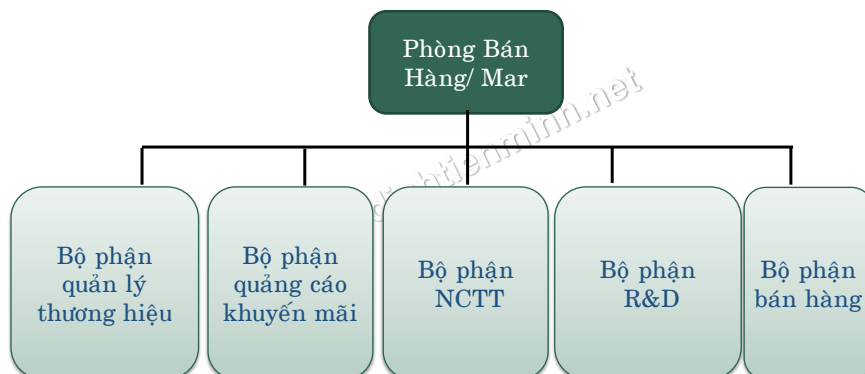 Phòng Bán
Hàng/ Mar
Bộ phận
quản lý
thương hiệu
Bộ phận
quảng cáo
khuyến mãi
Bộ phận
NCTT
Bộ phận
R&D
Bộ phận
bán hàng